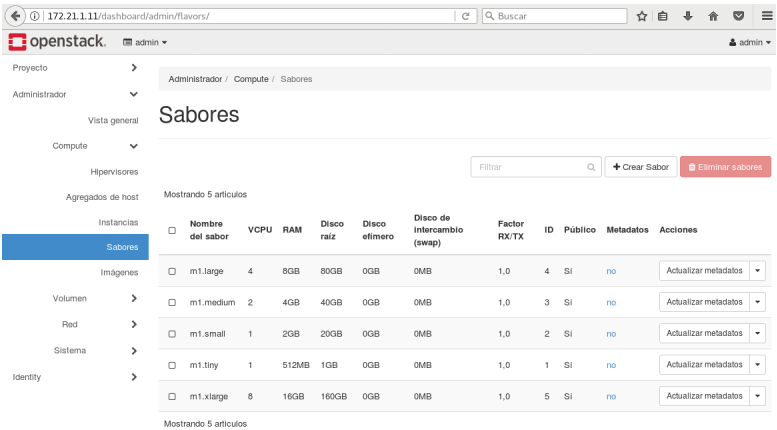 172.21.1.11/dashboard/admin/flavors/
Buscar
openstack. admin
admin
Proyecto
Administrador
Vista general
Compute
Hipervisores
Agregados de host
Instancias
Sabores
Imágenes
Volumen
Red
Sistema
Identity
Administrador / Compute / Sabores
Sabores
Filtrar
+ Crear Sabor
Eliminar sabores
Mostrando 5 articulos
Nombre del sabor VCPU RAM Disco raíz Disco efímero Disco de intercambio (swap) Factor RX/TX ID Público Metadatos Acciones
m1.large 4 8GB 80GB 0GB 0MB 1,0 4 Sí no Actualizar metadatos
m1.medium 2 4GB 40GB 0GB 0MB 1,0 3 Sí no Actualizar metadatos
m1.small 1 2GB 20GB 0GB 0MB 1,0 2 Sí no Actualizar metadatos
m1.tiny 1 512MB 1GB 0GB 0MB 1,0 1 Sí no Actualizar metadatos
m1.xlarge 8 16GB 160GB 0GB 0MB 1,0 5 Sí no Actualizar metadatos
Mostrando 5 articulos